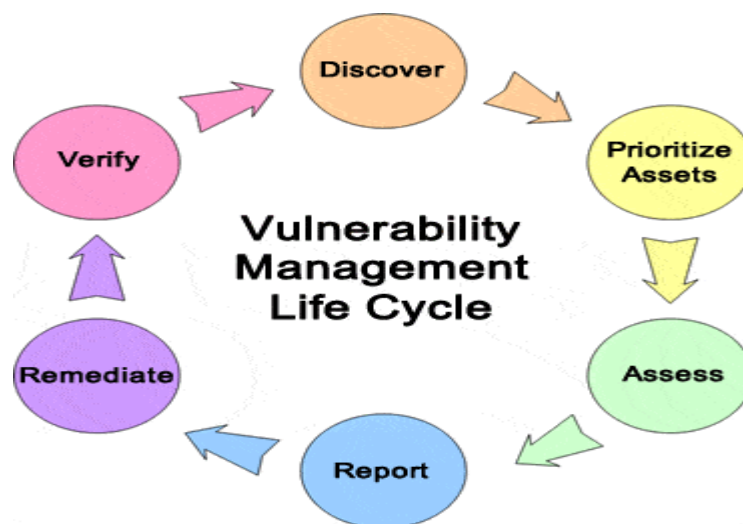 Discover
Prioritize
Assets
Assess
Report
Remediate
Verify
Vulnerability
Management
Life Cycle